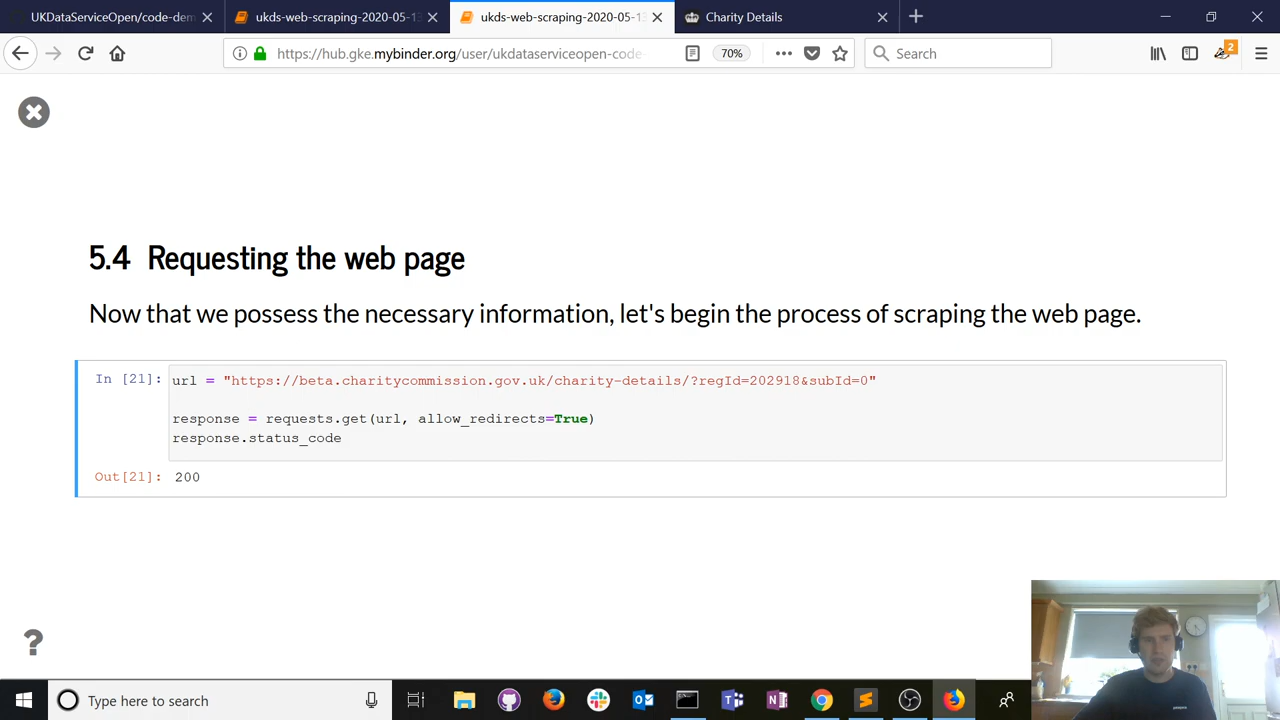 UKDataServiceOpen/code-dem
ukds-web-scraping-2020-05-13
ukds-web-scraping-2020-05-13
Charity Details
https://hub.gke.mybinder.org/user/ukdataserviceopen-code-
70%
Search
2
5.4 Requesting the web page
Now that we possess the necessary information, let's begin the process of scraping the web page.
In [21]:
url = "https://beta.charitycommission.gov.uk/charity-details/?regId=202918&subId=0"
response = requests.get(url, allow_redirects=True)
response.status_code
Out[21]: 200
?
Type here to search